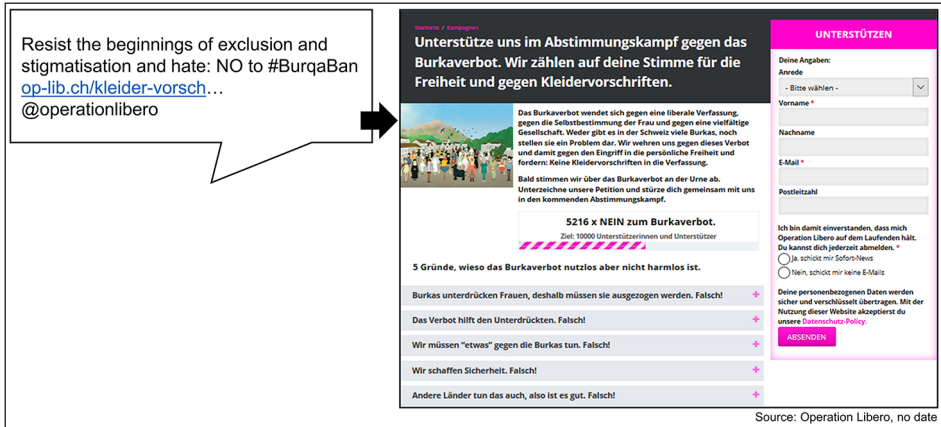 Resist the beginnings of exclusion and
stigmatisation and hate: NO to #BurqaBan
op-lib.ch/kleider-vorsch…
@operationlibero
Startseite / Kampagnen
Unterstütze uns im Abstimmungskampf gegen das
Burkaverbot. Wir zählen auf deine Stimme für die
Freiheit und gegen Kleidervorschriften.
Das Burkaverbot wendet sich gegen eine liberale Verfassung,
gegen die Selbstbestimmung der Frau und gegen eine vielfältige
Gesellschaft. Weder gibt es in der Schweiz viele Burkas, noch
stellen sie ein Problem dar. Wir wehren uns gegen dieses Verbot
und damit gegen den Eingriff in die persönliche Freiheit und
fordern: Keine Kleidervorschriften in die Verfassung.
Bald stimmen wir über das Burkaverbot an der Urne ab.
Unterzeichne unsere Petition und stürze dich gemeinsam mit uns
in den kommenden Abstimmungskampf.
5216 x NEIN zum Burkaverbot.
Ziel: 10000 Unterstützerinnen und Unterstützer
5 Gründe, wieso das Burkaverbot nutzlos aber nicht harmlos ist.
Burkas unterdrücken Frauen, deshalb müssen sie ausgezogen werden. Falsch! +
Das Verbot hilft den Unterdrückten. Falsch! +
Wir müssen "etwas" gegen die Burkas tun. Falsch! +
Wir schaffen Sicherheit. Falsch! +
Andere Länder tun das auch, also ist es gut. Falsch! +
UNTERSTÜTZEN
Deine Angaben:
Anrede
- Bitte wählen -
Vorname *
Nachname
E-Mail *
Postleitzahl
Ich bin damit einverstanden, dass mich
Operation Libero auf dem Laufenden hält.
Du kannst dich jederzeit abmelden. *
Ja, schickt mir Sofort-News
Nein, schickt mir keine E-Mails
Deine personenbezogenen Daten werden
sicher und verschlüsselt übertragen. Mit der
Nutzung dieser Website akzeptierst du
unsere Datenschutz-Policy.
ABSENDEN
Source: Operation Libero, no date